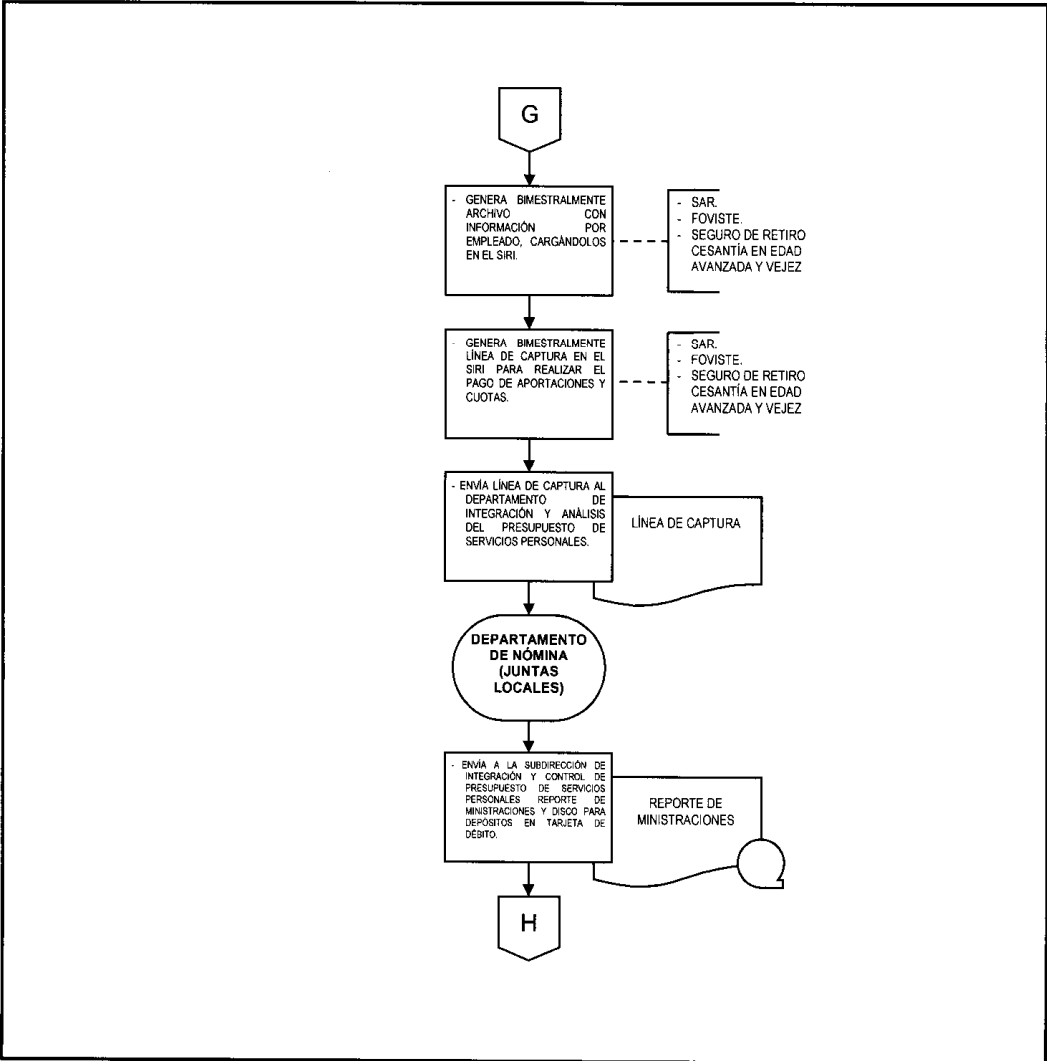 G
- GENERA BIMESTRALMENTE
ARCHIVO CON
INFORMACIÓN POR
EMPLEADO, CARGÁNDOLOS
EN EL SIRI.
- SAR.
- FOVISTE.
- SEGURO DE RETIRO
CESANTÍA EN EDAD
AVANZADA Y VEJEZ
- GENERA BIMESTRALMENTE
LÍNEA DE CAPTURA EN EL
SIRI PARA REALIZAR EL
PAGO DE APORTACIONES Y
CUOTAS.
- SAR.
- FOVISTE.
- SEGURO DE RETIRO
CESANTÍA EN EDAD
AVANZADA Y VEJEZ
- ENVÍA LÍNEA DE CAPTURA AL
DEPARTAMENTO DE
INTEGRACIÓN Y ANÁLISIS
DEL PRESUPUESTO DE
SERVICIOS PERSONALES.
LÍNEA DE CAPTURA
DEPARTAMENTO
DE NÓMINA
(JUNTAS
LOCALES)
- ENVÍA A LA SUBDIRECCIÓN DE
INTEGRACIÓN Y CONTROL DE
PRESUPUESTO DE SERVICIOS
PERSONALES REPORTE DE
MINISTRACIONES Y DISCO PARA
DEPÓSITOS EN TARJETA DE
DÉBITO.
REPORTE DE
MINISTRACIONES
H